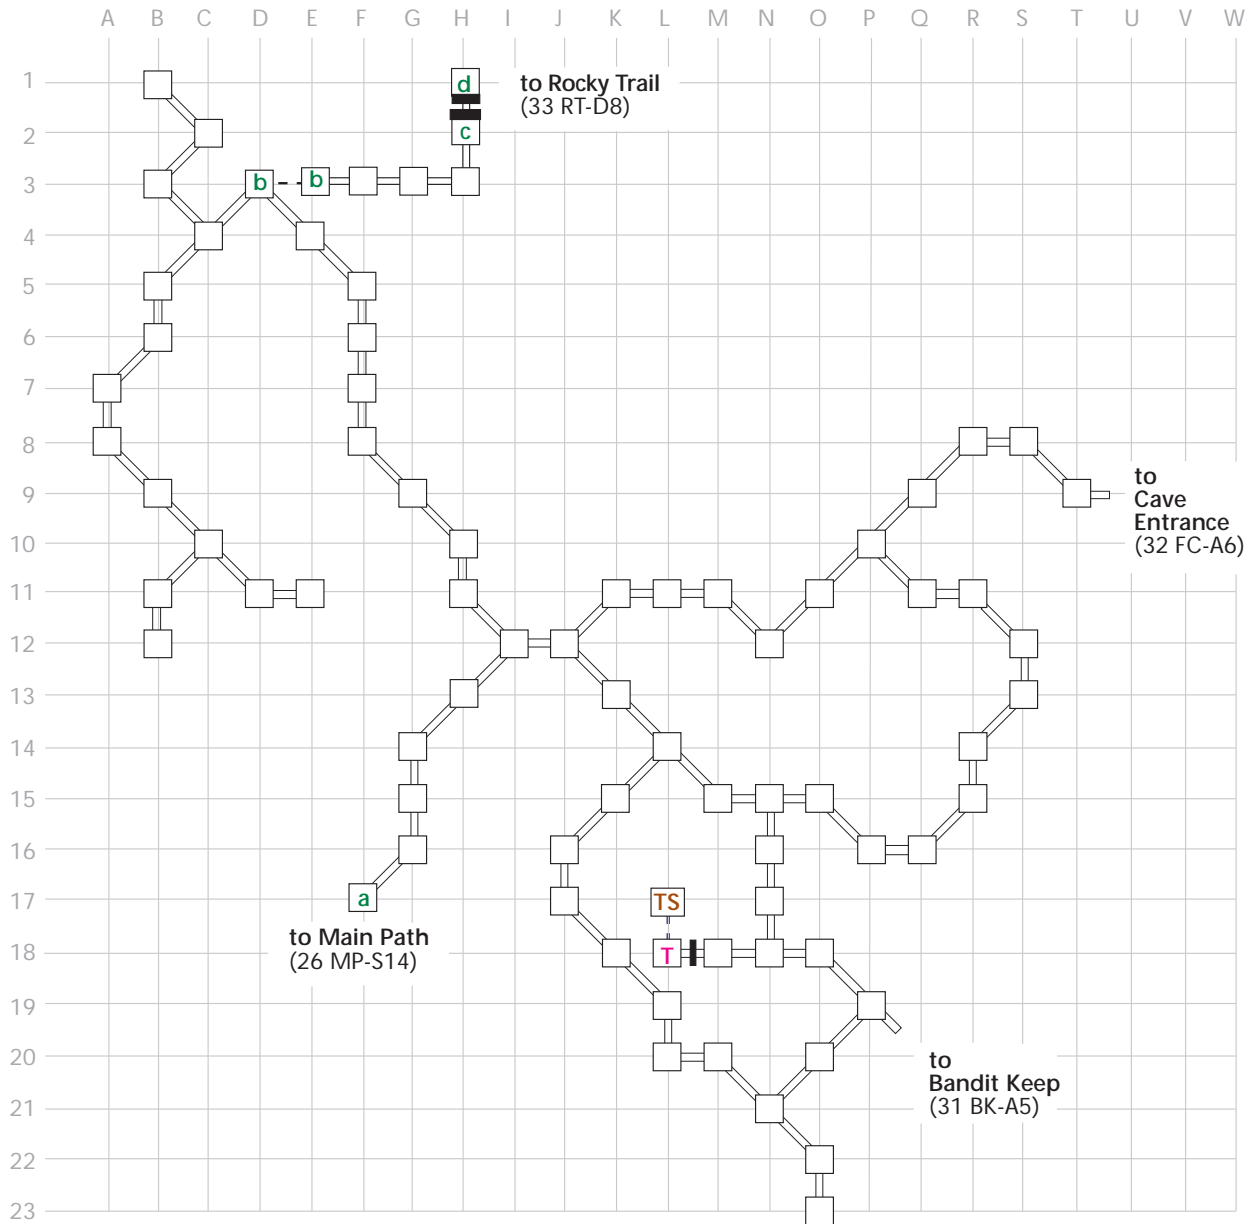 A B C D E F G H I J K L M N O P Q R S T U V W
1
d
to Rocky Trail
(33 RT-D8)
2
c
3
b
b
4
5
6
7
8
9
to
Cave
Entrance
(32 FC-A6)
10
11
12
13
14
15
16
17
a
TS
to Main Path
(26 MP-S14)
18
T
19
20
to
Bandit Keep
(31 BK-A5)
21
22
23